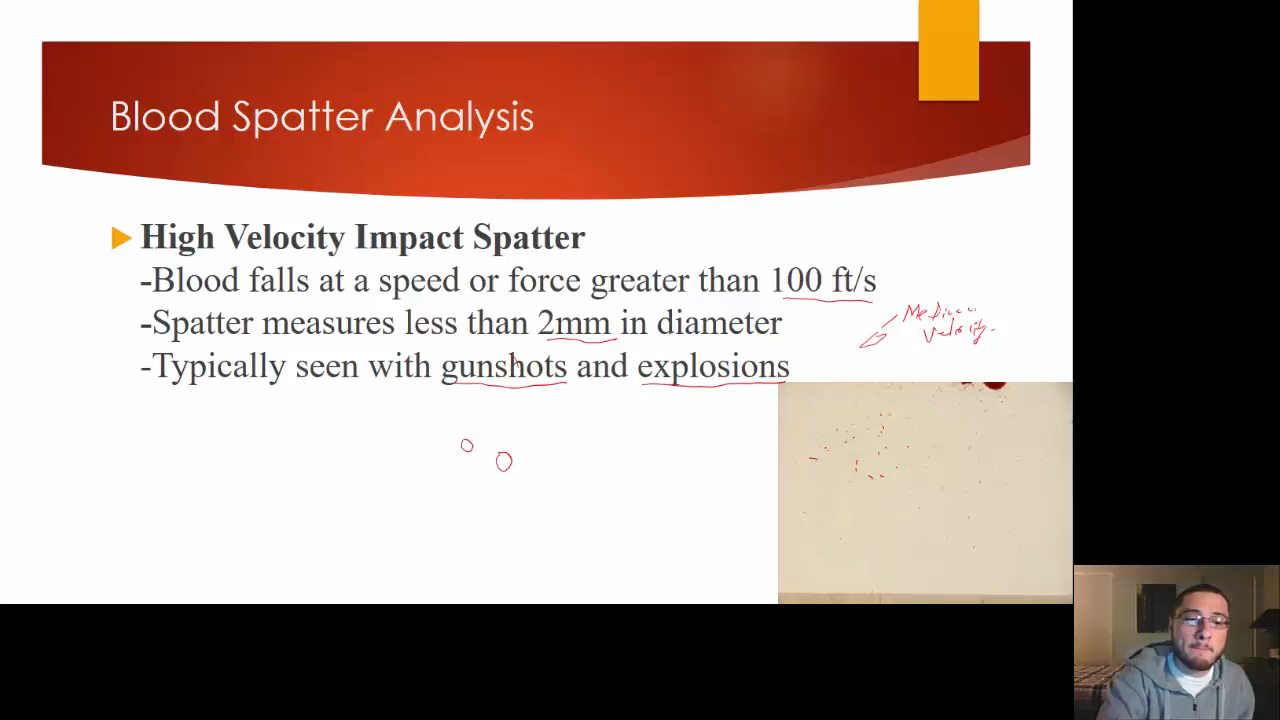 Blood Spatter Analysis
High Velocity Impact Spatter
-Blood falls at a speed or force greater than 100 ft/s
-Spatter measures less than 2mm in diameter
-Typically seen with gunshots and explosions
Velocity